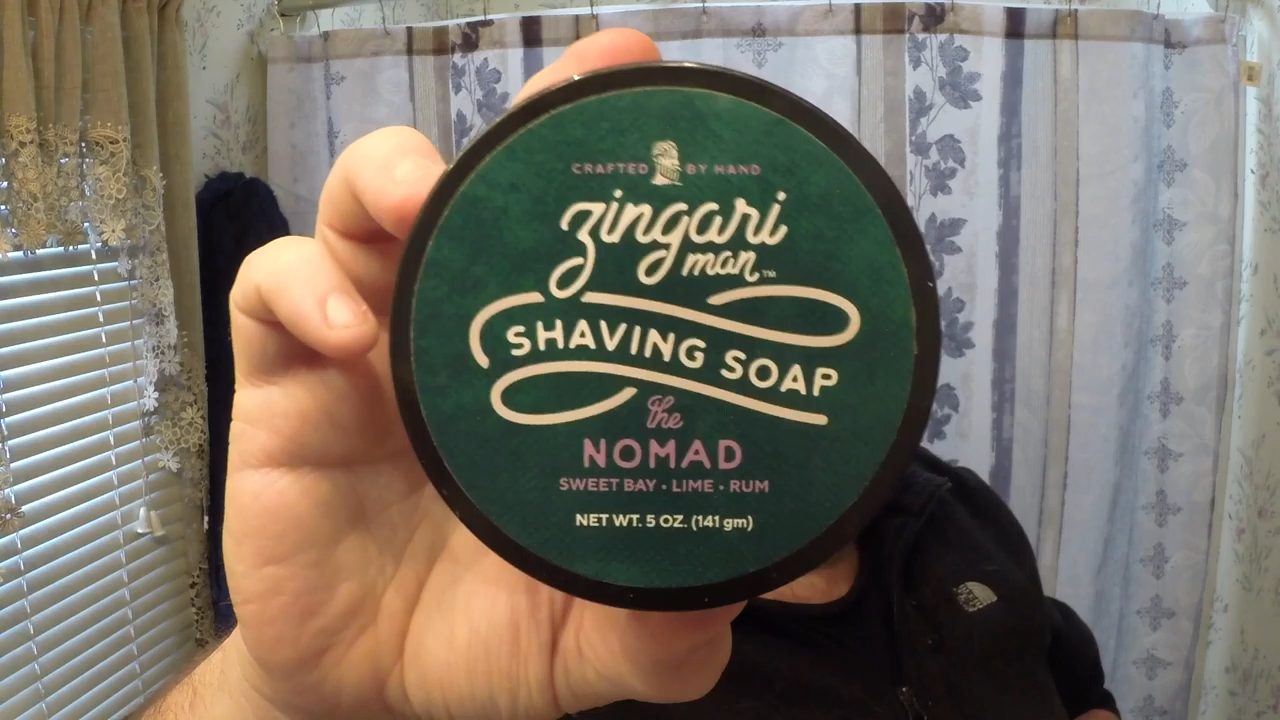 CRAFTED BY HAND
zingari
man™
SHAVING SOAP
the
NOMAD
SWEET BAY • LIME • RUM
NET WT. 5 OZ. (141 gm)